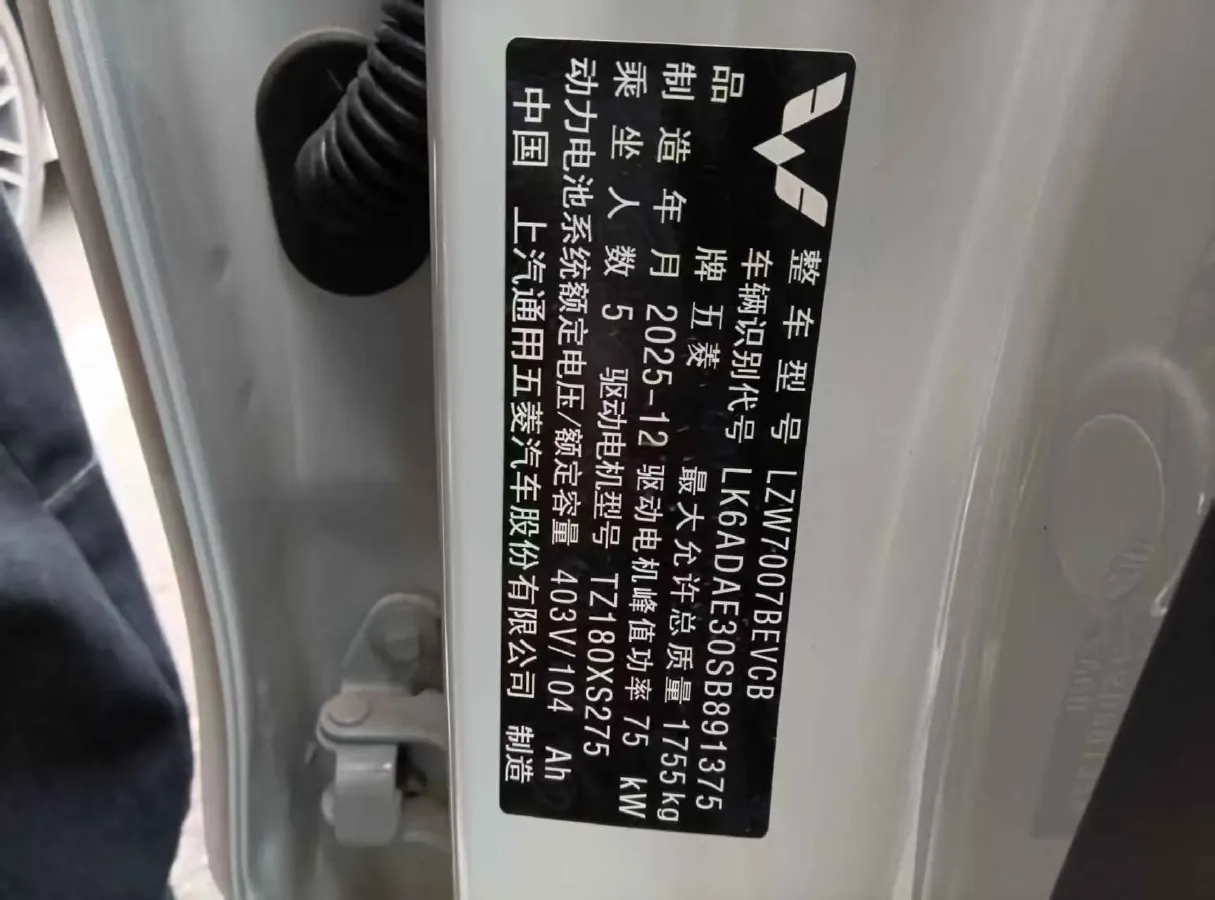 整车型号 LZW7007BEVCB
车辆识别代号 LK6ADAE30SB891375
品牌 五菱 最大允许总质量 1755kg
制造年月 2025-12 驱动电机峰值功率 75 kW
乘坐人数 5 驱动电机型号 TZ180XS275
动力电池系统额定电压/额定容量 403V/104 Ah
中国 上汽通用五菱汽车股份有限公司 制造